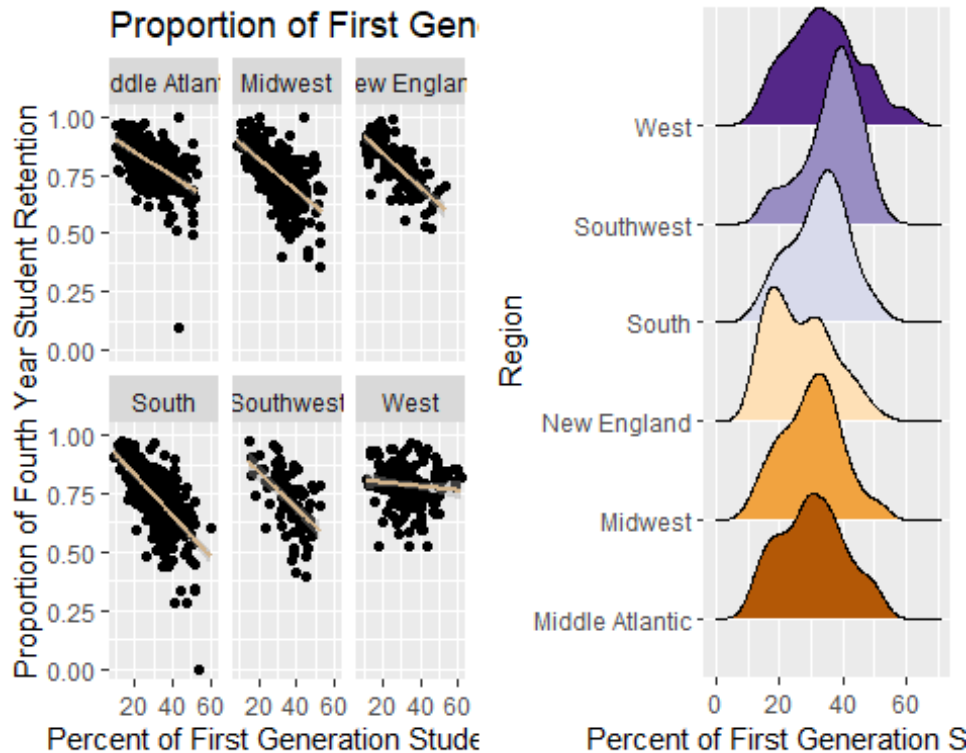 Proportion of First Gen
ddle Atlant
Midwest
ew Englan
1.00
0.75
0.50
0.25
0.00
South
Southwest
West
1.00
0.75
0.50
0.25
0.00
20 40 60 20 40 60 20 40 60
Percent of First Generation Stude
Proportion of Fourth Year Student Retention
Region
West
Southwest
South
New England
Midwest
Middle Atlantic
0 20 40 60
Percent of First Generation S